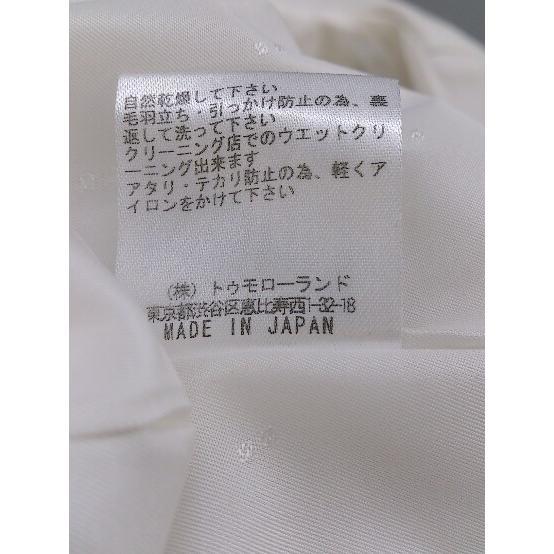 自然乾燥して下さい
毛羽立ち・引っかけ防止の為、裏
返して洗って下さい
クリーニング店でのウエットクリ
ーニング出来ます
アタリ・テカリ防止の為、軽くア
イロンをかけて下さい
(株) トゥモローランド
東京都渋谷区恵比寿西1-32-18
MADE IN JAPAN